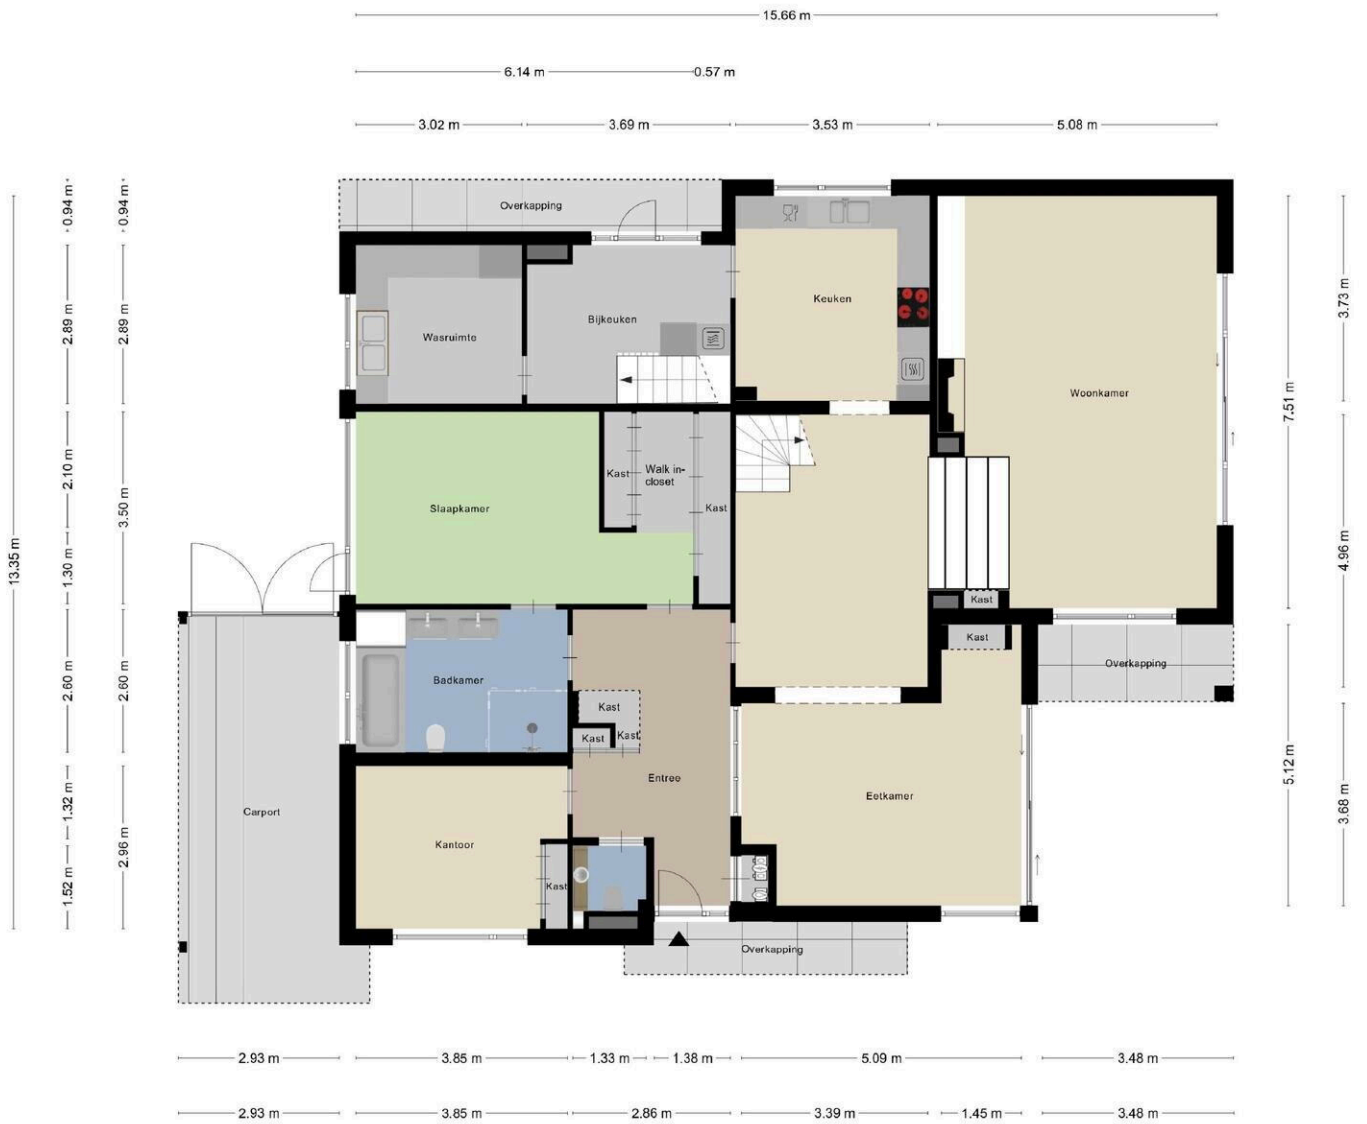 15.66 m
6.14 m
0.57 m
3.02 m
3.69 m
3.53 m
5.08 m
0.94 m
0.94 m
Overkapping
2.89 m
2.89 m
3.73 m
Keuken
Bijkeuken
Wasruimte
Woonkamer
7.51 m
2.10 m
3.50 m
Kast
Walk in-
closet
Kast
Slaapkamer
4.96 m
13.35 m
1.30 m
Kast
Kast
Overkapping
2.60 m
2.60 m
Badkamer
Kast
Kast
Kast
Entree
Eetkamer
5.12 m
3.68 m
1.32 m
2.96 m
Carport
Kantoor
1.52 m
Kast
Overkapping
2.93 m
3.85 m
1.33 m
1.38 m
5.09 m
3.48 m
2.93 m
3.85 m
2.86 m
3.39 m
1.45 m
3.48 m